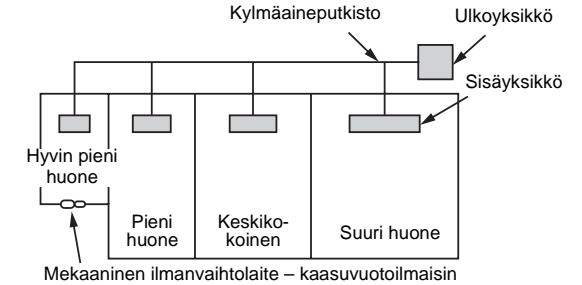 Kylmäaineputkisto
Ulkoyksikkö
Sisäyksikkö
Hyvin pieni
huone
Pieni
huone
Keskiko-
koinen
Suuri huone
Mekaaninen ilmanvaihtolaite – kaasuvuotoilmaisin